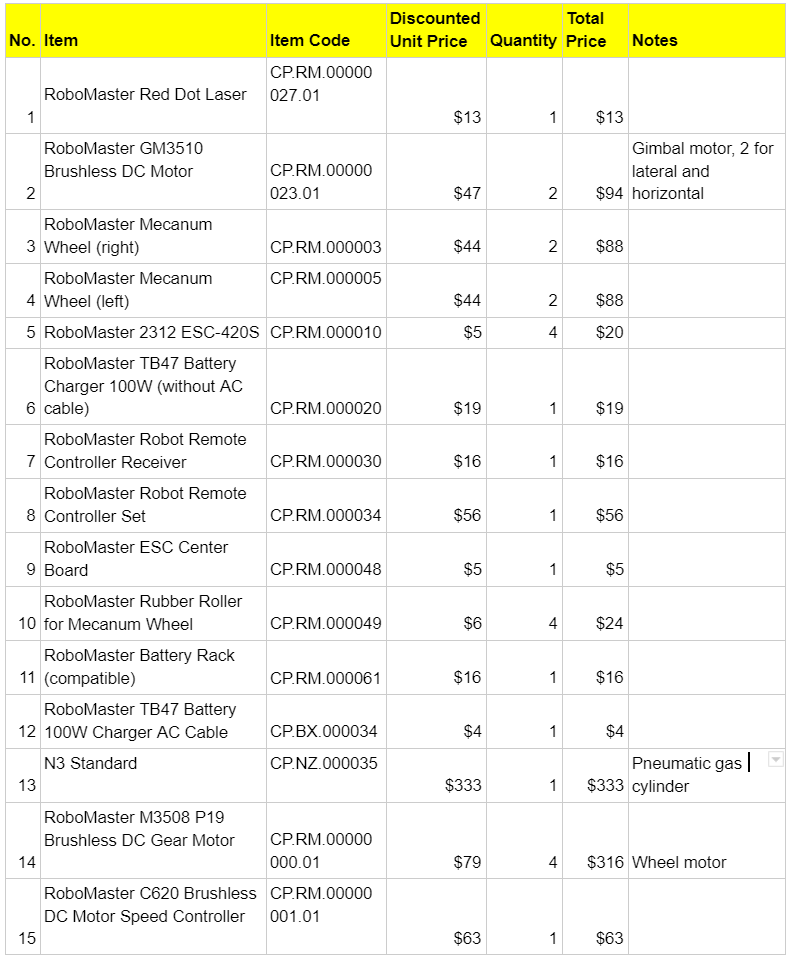 No. Item Item Code Discounted Unit Price Quantity Total Price Notes
1 RoboMaster Red Dot Laser CP.RM.00000027.01 $13 1 $13
2 RoboMaster GM3510 Brushless DC Motor CP.RM.00000023.01 $47 2 $94 Gimbal motor, 2 for lateral and horizontal
3 RoboMaster Mecanum Wheel (right) CP.RM.000003 $44 2 $88
4 RoboMaster Mecanum Wheel (left) CP.RM.000005 $44 2 $88
5 RoboMaster 2312 ESC-420S CP.RM.000010 $5 4 $20
6 RoboMaster TB47 Battery Charger 100W (without AC cable) CP.RM.000020 $19 1 $19
7 RoboMaster Robot Remote Controller Receiver CP.RM.000030 $16 1 $16
8 RoboMaster Robot Remote Controller Set CP.RM.000034 $56 1 $56
9 RoboMaster ESC Center Board CP.RM.000048 $5 1 $5
10 RoboMaster Rubber Roller for Mecanum Wheel CP.RM.000049 $6 4 $24
11 RoboMaster Battery Rack (compatible) CP.RM.000061 $16 1 $16
12 RoboMaster TB47 Battery 100W Charger AC Cable CP.BX.000034 $4 1 $4
13 N3 Standard CP.NZ.000035 $333 1 $333 Pneumatic gas cylinder
14 RoboMaster M3508 P19 Brushless DC Gear Motor CP.RM.00000000.01 $79 4 $316 Wheel motor
15 RoboMaster C620 Brushless DC Motor Speed Controller CP.RM.00000001.01 $63 1 $63